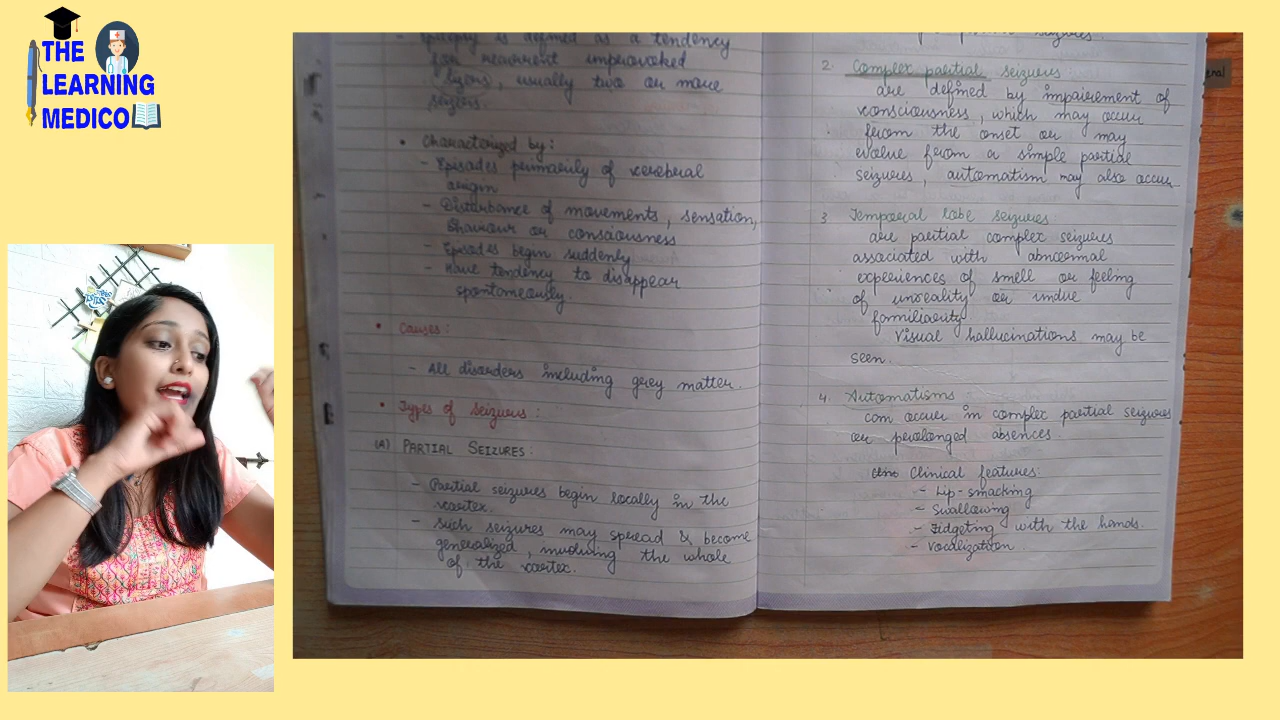 THE
LEARNING
MEDICO
- Epilepsy is defined as a tendency
for recurrent unprovoked
usually two or more
• Characterized by:
- Episades primarily of cerebral
origin
- Disturbance of movements, sensation,
or consciousness
- Episades begin suddenly
- Have tendency to disappear
spontaneously.
• Causes:
- All disorders including grey matter.
• Types of Seizures:
(A) PARTIAL SEIZURES:
- Partial seizures begin locally in the
cortex.
- Such seizures may spread & become
generalized, involving the whole
of the cortex.
seizures.
2. Complex partial seizures
are defined by impairement of
consciousness, which may occur
from the onset or may
evolve from a simple
seizures, automatism may also occur.
3. Temporal lobe seizures
are partial complex seizures
associated with abnormal
experiences of smell or feeling
of unreality or undue
familiarity
Visual hallucinations may be
seen.
4. Automatisms
can occur in complex partial seizures
or prolonged absences.
Clinical features:
- Lip-smacking
- Swallowing
- Fidgeting with the hands.
- Vocalization